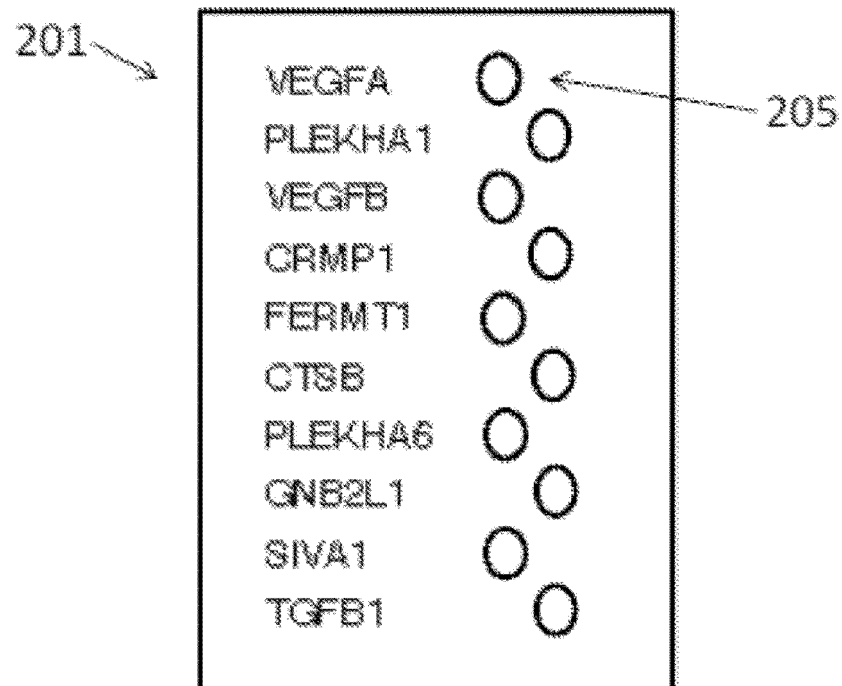 201
VEGFA
205
PLEKHA1
VEGFB
CRMP1
FERMT1
CTSB
PLEKHA6
GNB2L1
SIVA1
TGFB1